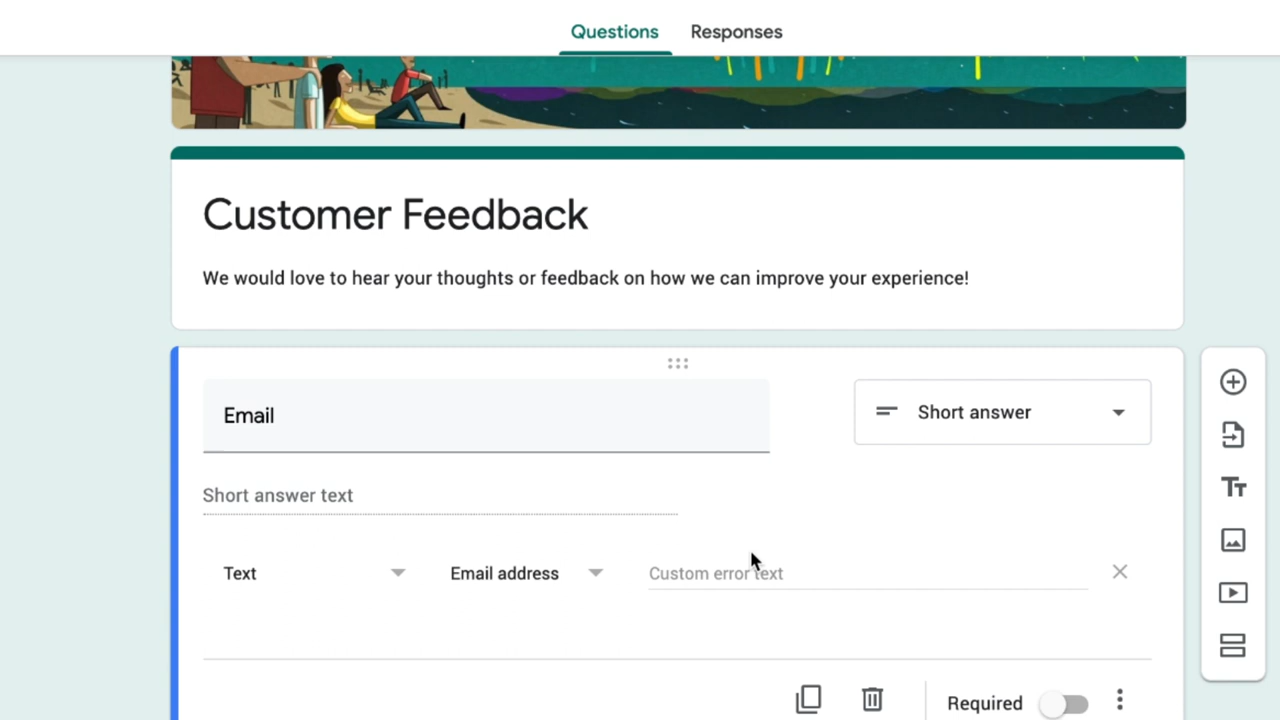 Questions Responses
Customer Feedback
We would love to hear your thoughts or feedback on how we can improve your experience!
Email
Short answer
Short answer text
Text Email address Custom error text
Required